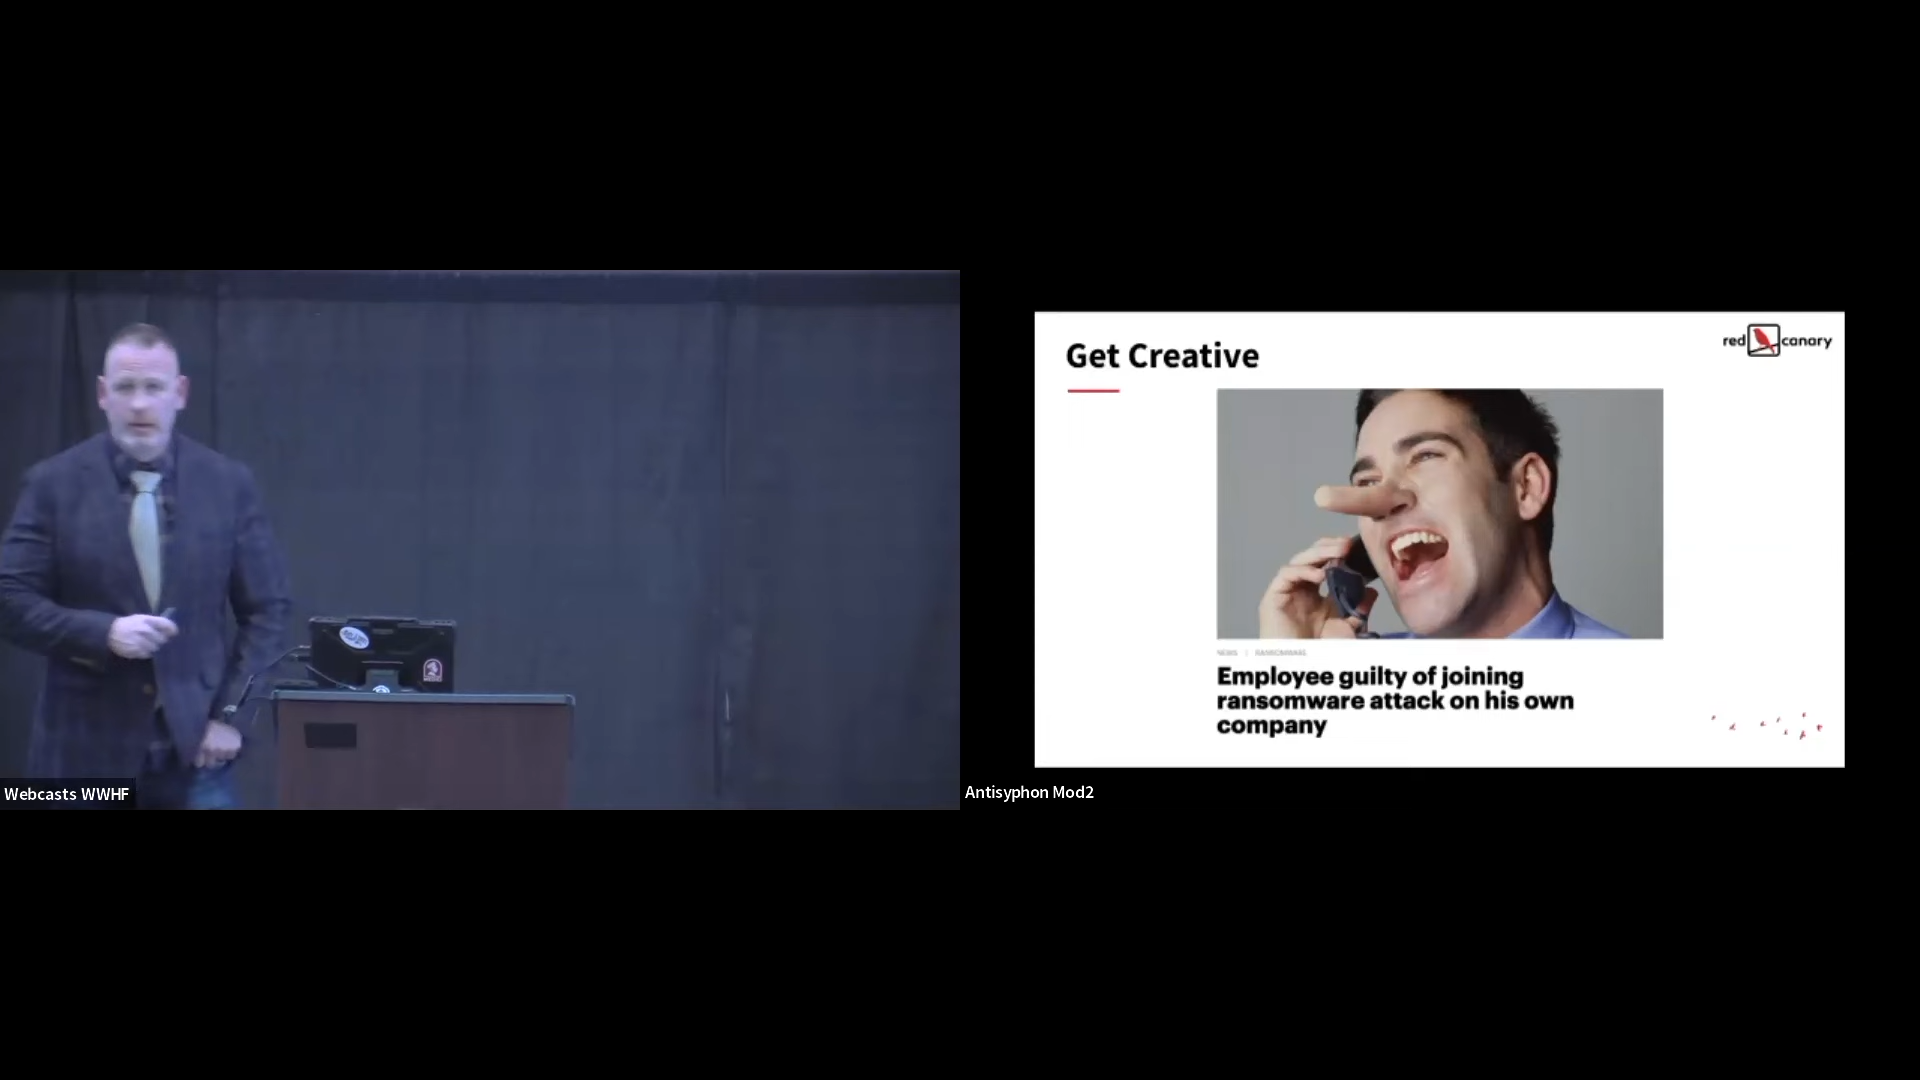 Get Creative
red canary
NEWS | RANSOMWARE
Employee guilty of joining
ransomware attack on his own
company
Webcasts WWHF
Antisyphon Mod2